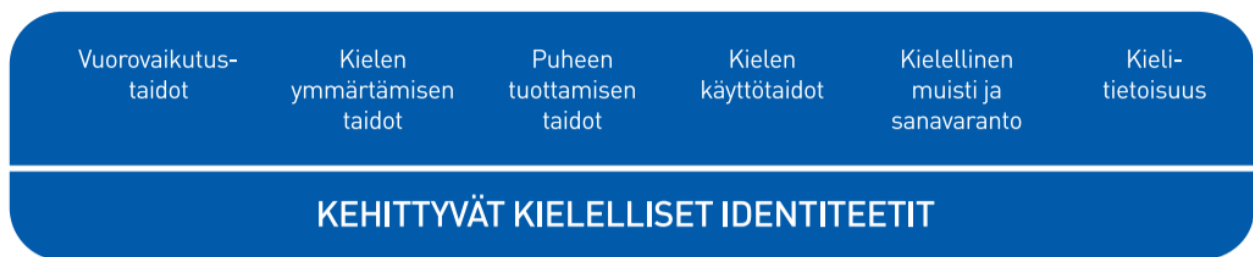 Vuorovaikutus-
taidot
Kielen
ymmärtämisen
taidot
Puheen
tuottamisen
taidot
Kielen
käyttötaidot
Kielellinen
muisti ja
sanavaranto
Kieli-
tietoisuus
KEHITTYVÄT KIELELLISET IDENTITEETIT